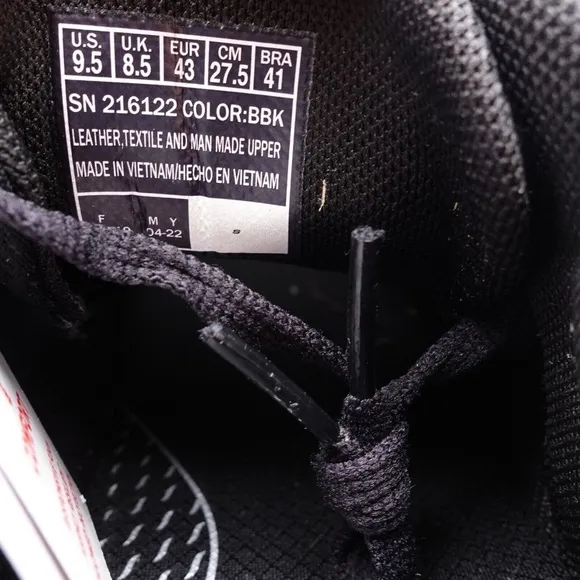 U.S. U.K. EUR CM BRA
9.5 8.5 43 27.5 41
SN 216122 COLOR:BBK
LEATHER,TEXTILE AND MAN MADE UPPER
MADE IN VIETNAM/HECHO EN VIETNAM
F M Y
04-22 S